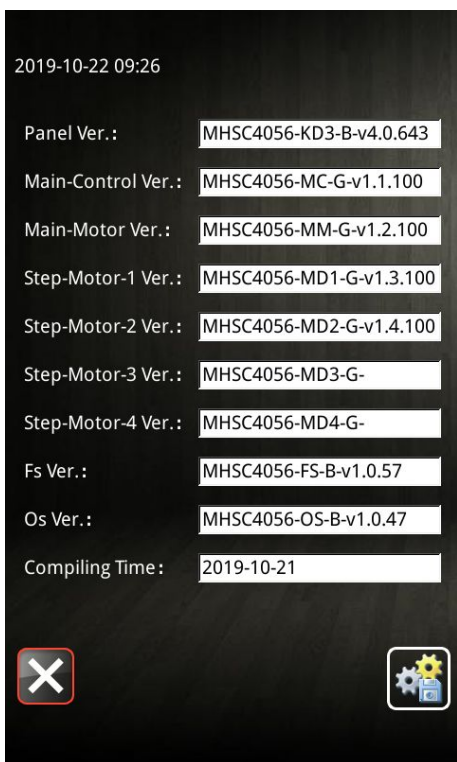 2019-10-22 09:26
Panel Ver.: MHSC4056-KD3-B-v4.0.643
Main-Control Ver.: MHSC4056-MC-G-v1.1.100
Main-Motor Ver.: MHSC4056-MM-G-v1.2.100
Step-Motor-1 Ver.: MHSC4056-MD1-G-v1.3.100
Step-Motor-2 Ver.: MHSC4056-MD2-G-v1.4.100
Step-Motor-3 Ver.: MHSC4056-MD3-G-
Step-Motor-4 Ver.: MHSC4056-MD4-G-
Fs Ver.: MHSC4056-FS-B-v1.0.57
Os Ver.: MHSC4056-OS-B-v1.0.47
Compiling Time: 2019-10-21